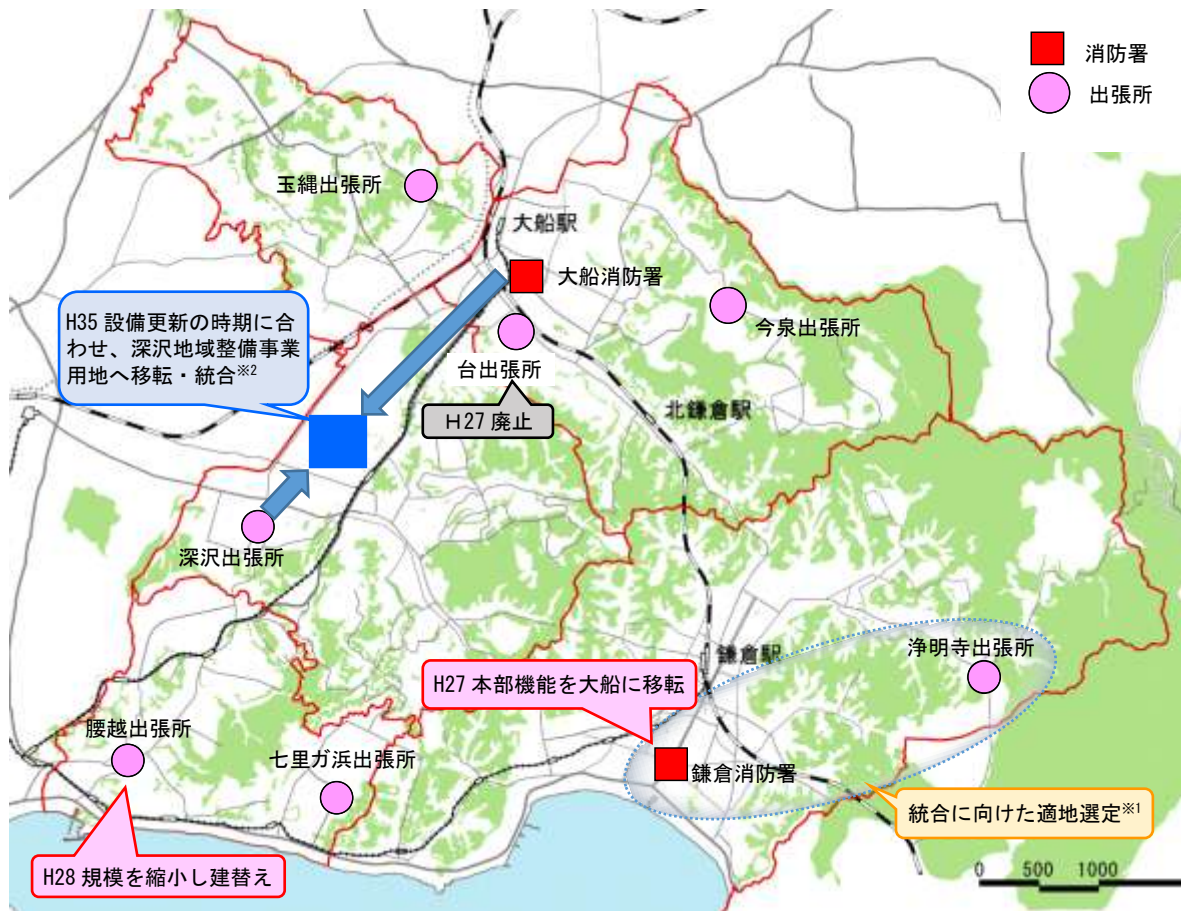 消防署
出張所
玉縄出張所
大船駅
大船消防署
今泉出張所
H35 設備更新の時期に合
わせ、深沢地域整備事業
用地へ移転・統合※2
台出張所
H27 廃止
北鎌倉駅
深沢出張所
鎌倉駅
浄明寺出張所
H27 本部機能を大船に移転
腰越出張所
七里ガ浜出張所
鎌倉消防署
統合に向けた適地選定※1
H28 規模を縮小し建替え
0 500 1000